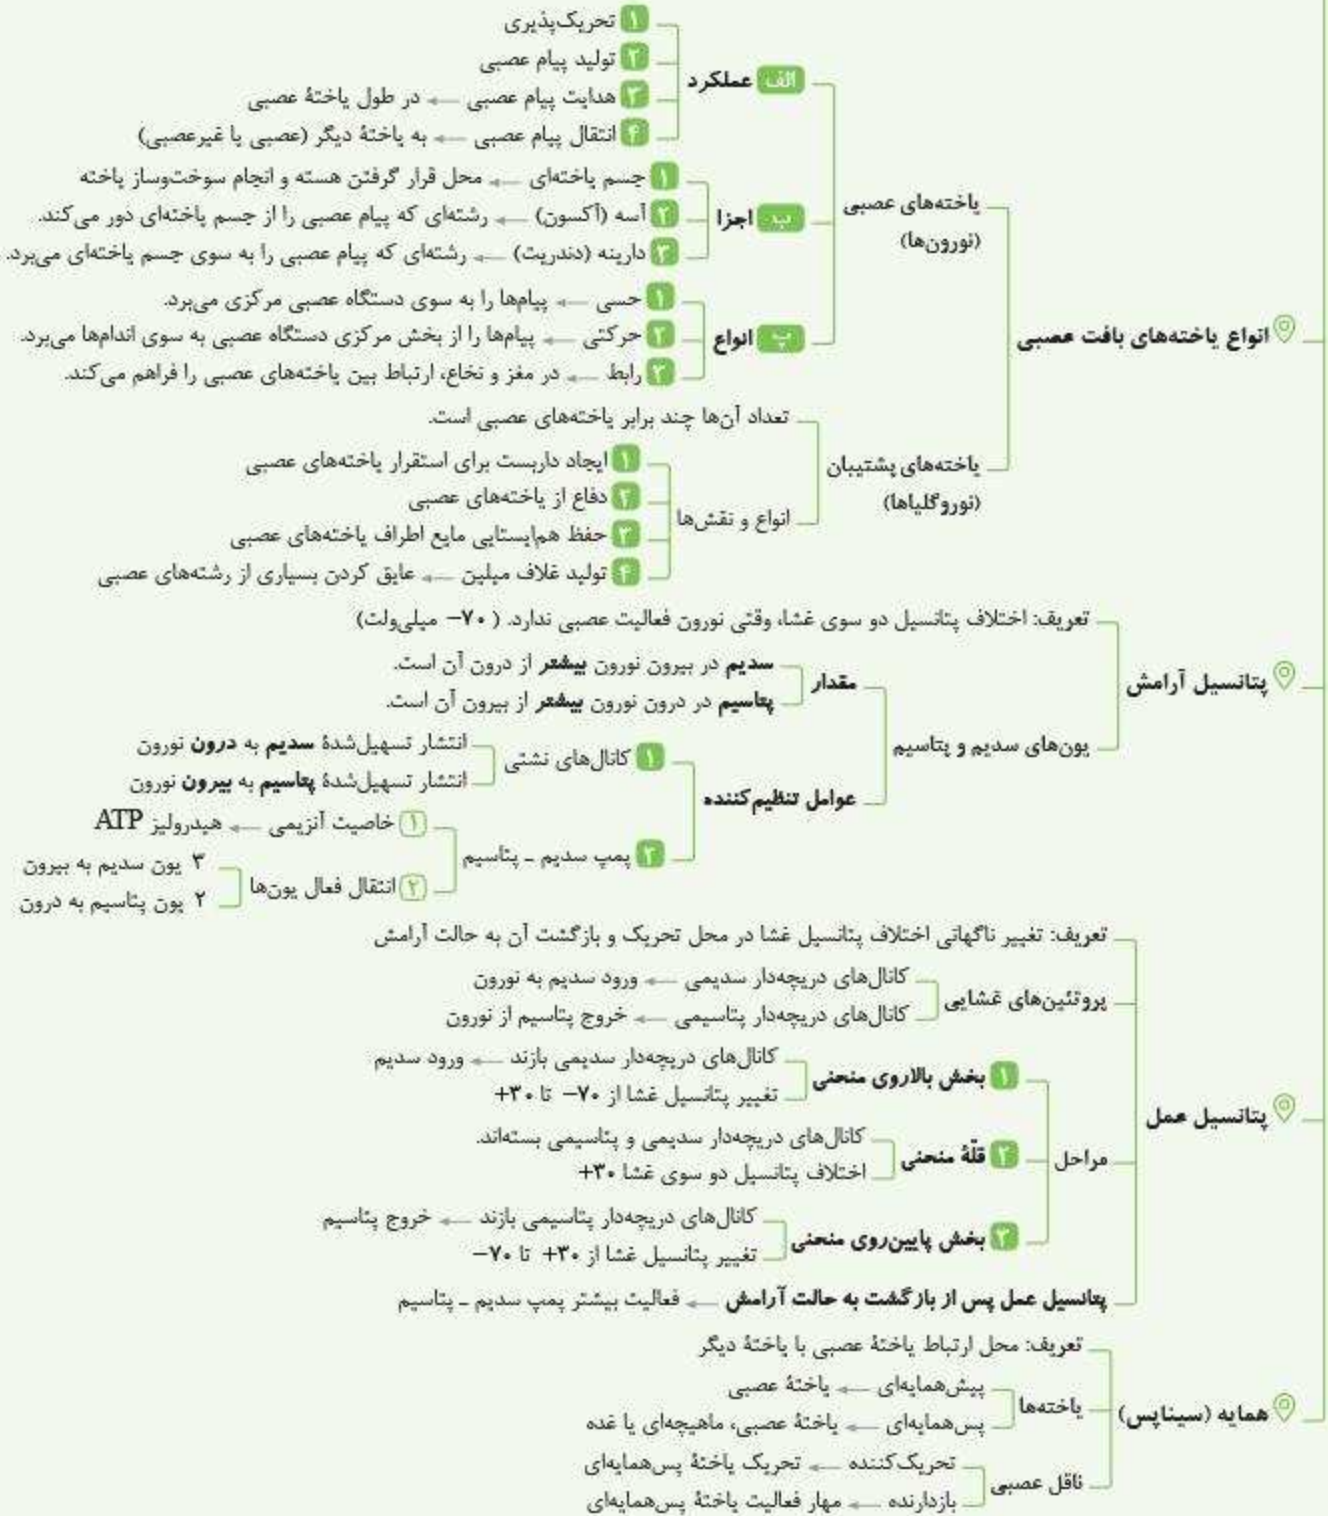 انواع یاخته‌های بافت عصبی
یاخته‌های عصبی
(نورون‌ها)
الف عملکرد
۱ تحریک‌پذیری
۲ تولید پیام عصبی
۳ هدایت پیام عصبی ← در طول یاختهٔ عصبی
۴ انتقال پیام عصبی ← به یاختهٔ دیگر (عصبی یا غیرعصبی)
ب اجزا
۱ جسم یاخته‌ای ← محل قرار گرفتن هسته و انجام سوخت‌وساز یاخته
۲ آسه (آکسون) ← رشته‌ای که پیام عصبی را از جسم یاخته‌ای دور می‌کند.
۳ دارینه (دندریت) ← رشته‌ای که پیام عصبی را به سوی جسم یاخته‌ای می‌برد.
پ انواع
۱ حسی ← پیام‌ها را به سوی دستگاه عصبی مرکزی می‌برد.
۲ حرکتی ← پیام‌ها را از بخش مرکزی دستگاه عصبی به سوی اندام‌ها می‌برد.
۳ رابط ← در مغز و نخاع، ارتباط بین یاخته‌های عصبی را فراهم می‌کند.
یاخته‌های پشتیبان
(نوروگلیاها)
تعداد آن‌ها چند برابر یاخته‌های عصبی است.
انواع و نقش‌ها
۱ ایجاد داربست برای استقرار یاخته‌های عصبی
۲ دفاع از یاخته‌های عصبی
۳ حفظ هم‌ایستایی مایع اطراف یاخته‌های عصبی
۴ تولید غلاف میلین ← عایق کردن بسیاری از رشته‌های عصبی
پتانسیل آرامش
تعریف: اختلاف پتانسیل دو سوی غشا، وقتی نورون فعالیت عصبی ندارد. (۷۰− میلی‌ولت)
یون‌های سدیم و پتاسیم
مقدار
سدیم در بیرون نورون بیشتر از درون آن است.
پتاسیم در درون نورون بیشتر از بیرون آن است.
عوامل تنظیم‌کننده
۱ کانال‌های نشتی
انتشار تسهیل‌شدهٔ سدیم به درون نورون
انتشار تسهیل‌شدهٔ پتاسیم به بیرون نورون
۲ پمپ سدیم ـ پتاسیم
۱ خاصیت آنزیمی ← هیدرولیز ATP
۲ انتقال فعال یون‌ها
۳ یون سدیم به بیرون
۲ یون پتاسیم به درون
پتانسیل عمل
تعریف: تغییر ناگهانی اختلاف پتانسیل غشا در محل تحریک و بازگشت آن به حالت آرامش
پروتئین‌های غشایی
کانال‌های دریچه‌دار سدیمی ← ورود سدیم به نورون
کانال‌های دریچه‌دار پتاسیمی ← خروج پتاسیم از نورون
مراحل
۱ بخش بالاروی منحنی
کانال‌های دریچه‌دار سدیمی بازند ← ورود سدیم
تغییر پتانسیل غشا از ۷۰− تا ۳۰+
۲ قلّهٔ منحنی
کانال‌های دریچه‌دار سدیمی و پتاسیمی بسته‌اند.
اختلاف پتانسیل دو سوی غشا ۳۰+
۳ بخش پایین‌روی منحنی
کانال‌های دریچه‌دار پتاسیمی بازند ← خروج پتاسیم
تغییر پتانسیل غشا از ۳۰+ تا ۷۰−
پتانسیل عمل پس از بازگشت به حالت آرامش ← فعالیت بیشتر پمپ سدیم ـ پتاسیم
همایه (سیناپس)
تعریف: محل ارتباط یاختهٔ عصبی با یاختهٔ دیگر
یاخته‌ها
پیش‌همایه‌ای ← یاختهٔ عصبی
پس‌همایه‌ای ← یاختهٔ عصبی، ماهیچه‌ای یا غده
ناقل عصبی
تحریک‌کننده ← تحریک یاختهٔ پس‌همایه‌ای
بازدارنده ← مهار فعالیت یاختهٔ پس‌همایه‌ای